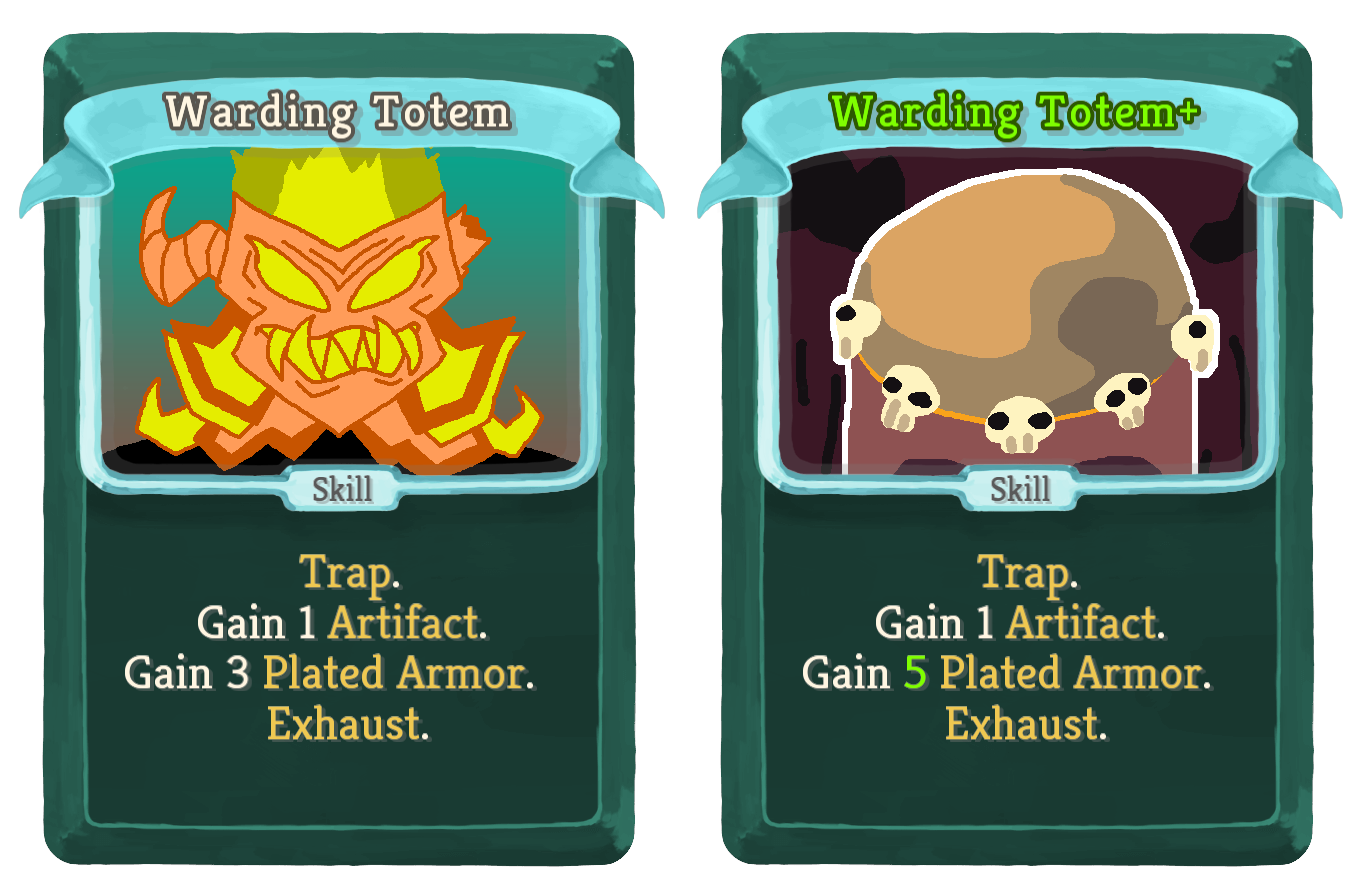 Warding Totem
Skill
Trap.
Gain 1 Artifact.
Gain 3 Plated Armor.
Exhaust.
Warding Totem+
Skill
Trap.
Gain 1 Artifact.
Gain 5 Plated Armor.
Exhaust.